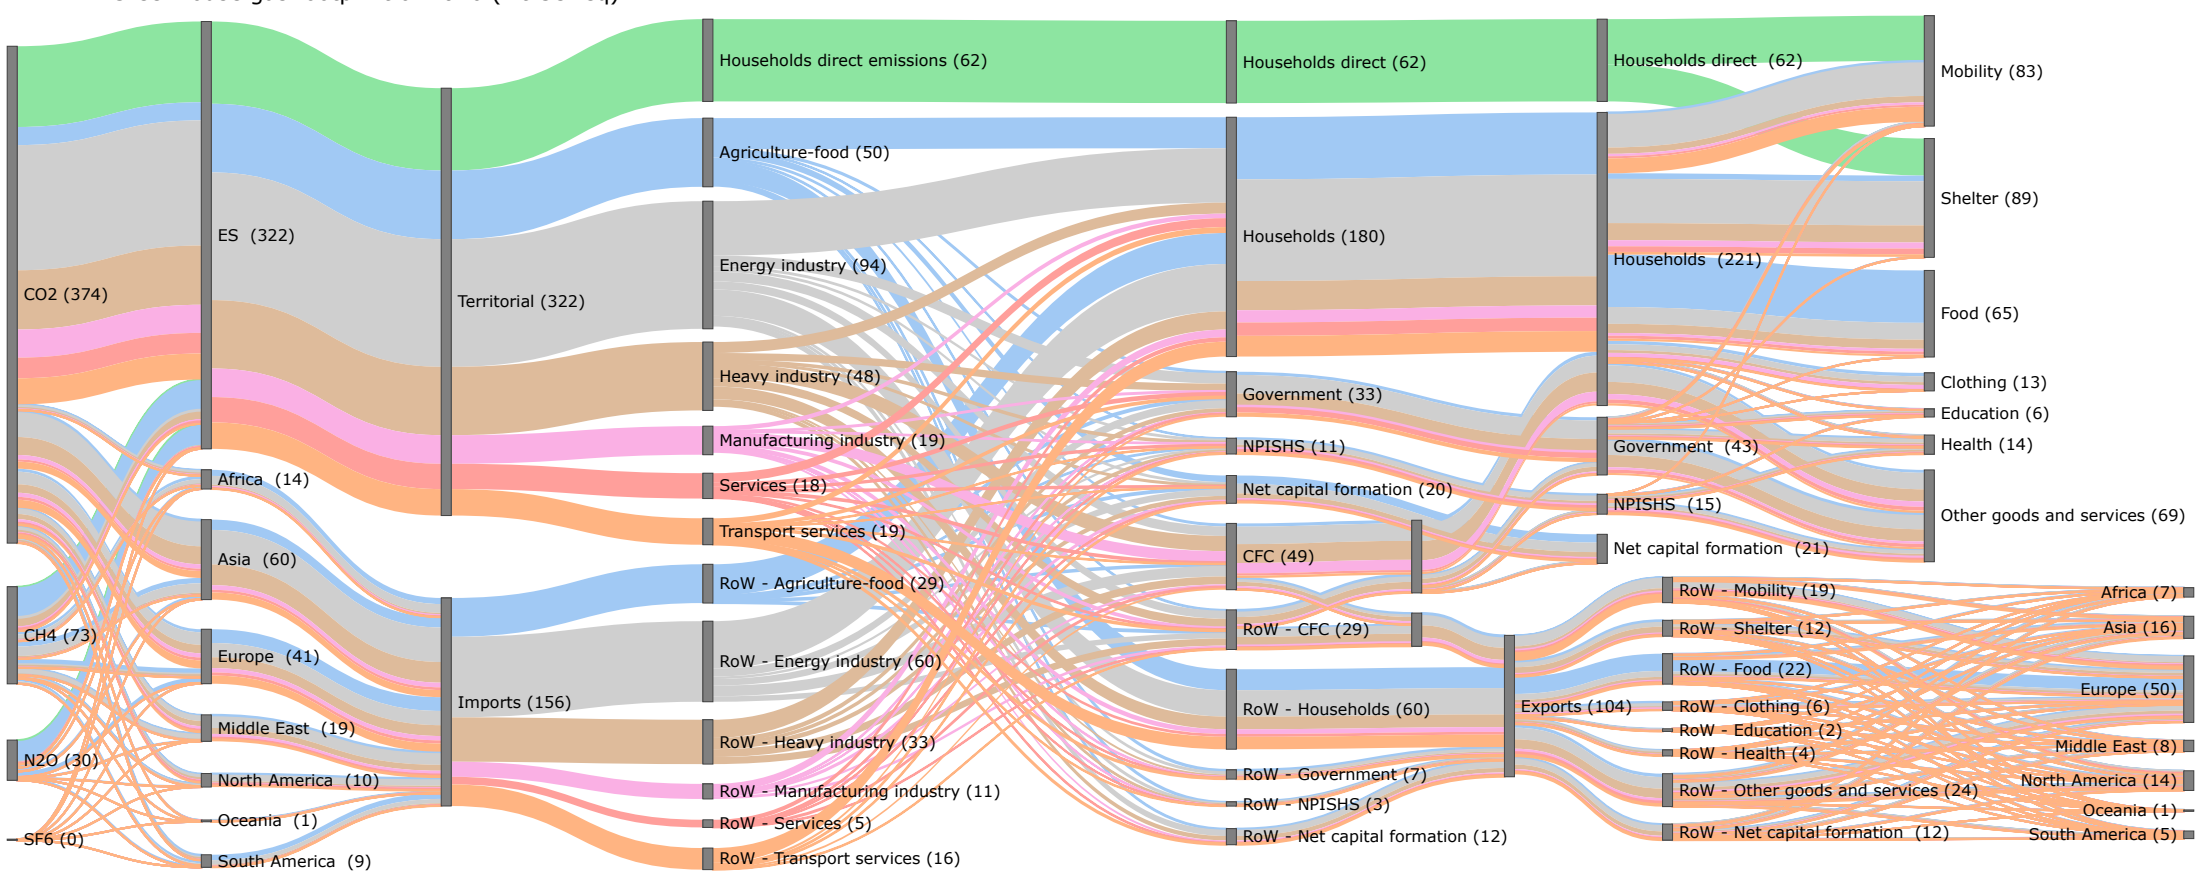 CO2 (374)
CH4 (73)
N2O (30)
SF6 (0)
ES (322)
Africa (14)
Asia (60)
Europe (41)
Middle East (19)
North America (10)
Oceania (1)
South America (9)
Territorial (322)
Imports (156)
Households direct emissions (62)
Agriculture-food (50)
Energy industry (94)
Heavy industry (48)
Manufacturing industry (19)
Services (18)
Transport services (19)
RoW - Agriculture-food (29)
RoW - Energy industry (60)
RoW - Heavy industry (33)
RoW - Manufacturing industry (11)
RoW - Services (5)
RoW - Transport services (16)
Households direct (62)
Households (180)
Government (33)
NPISHS (11)
Net capital formation (20)
CFC (49)
RoW - CFC (29)
RoW - Households (60)
RoW - Government (7)
RoW - NPISHS (3)
RoW - Net capital formation (12)
Households direct (62)
Households (221)
Government (43)
NPISHS (15)
Net capital formation (21)
Exports (104)
RoW - Mobility (19)
RoW - Shelter (12)
RoW - Food (22)
RoW - Clothing (6)
RoW - Education (2)
RoW - Health (4)
RoW - Other goods and services (24)
RoW - Net capital formation (12)
Mobility (83)
Shelter (89)
Food (65)
Clothing (13)
Education (6)
Health (14)
Other goods and services (69)
Africa (7)
Asia (16)
Europe (50)
Middle East (8)
North America (14)
Oceania (1)
South America (5)